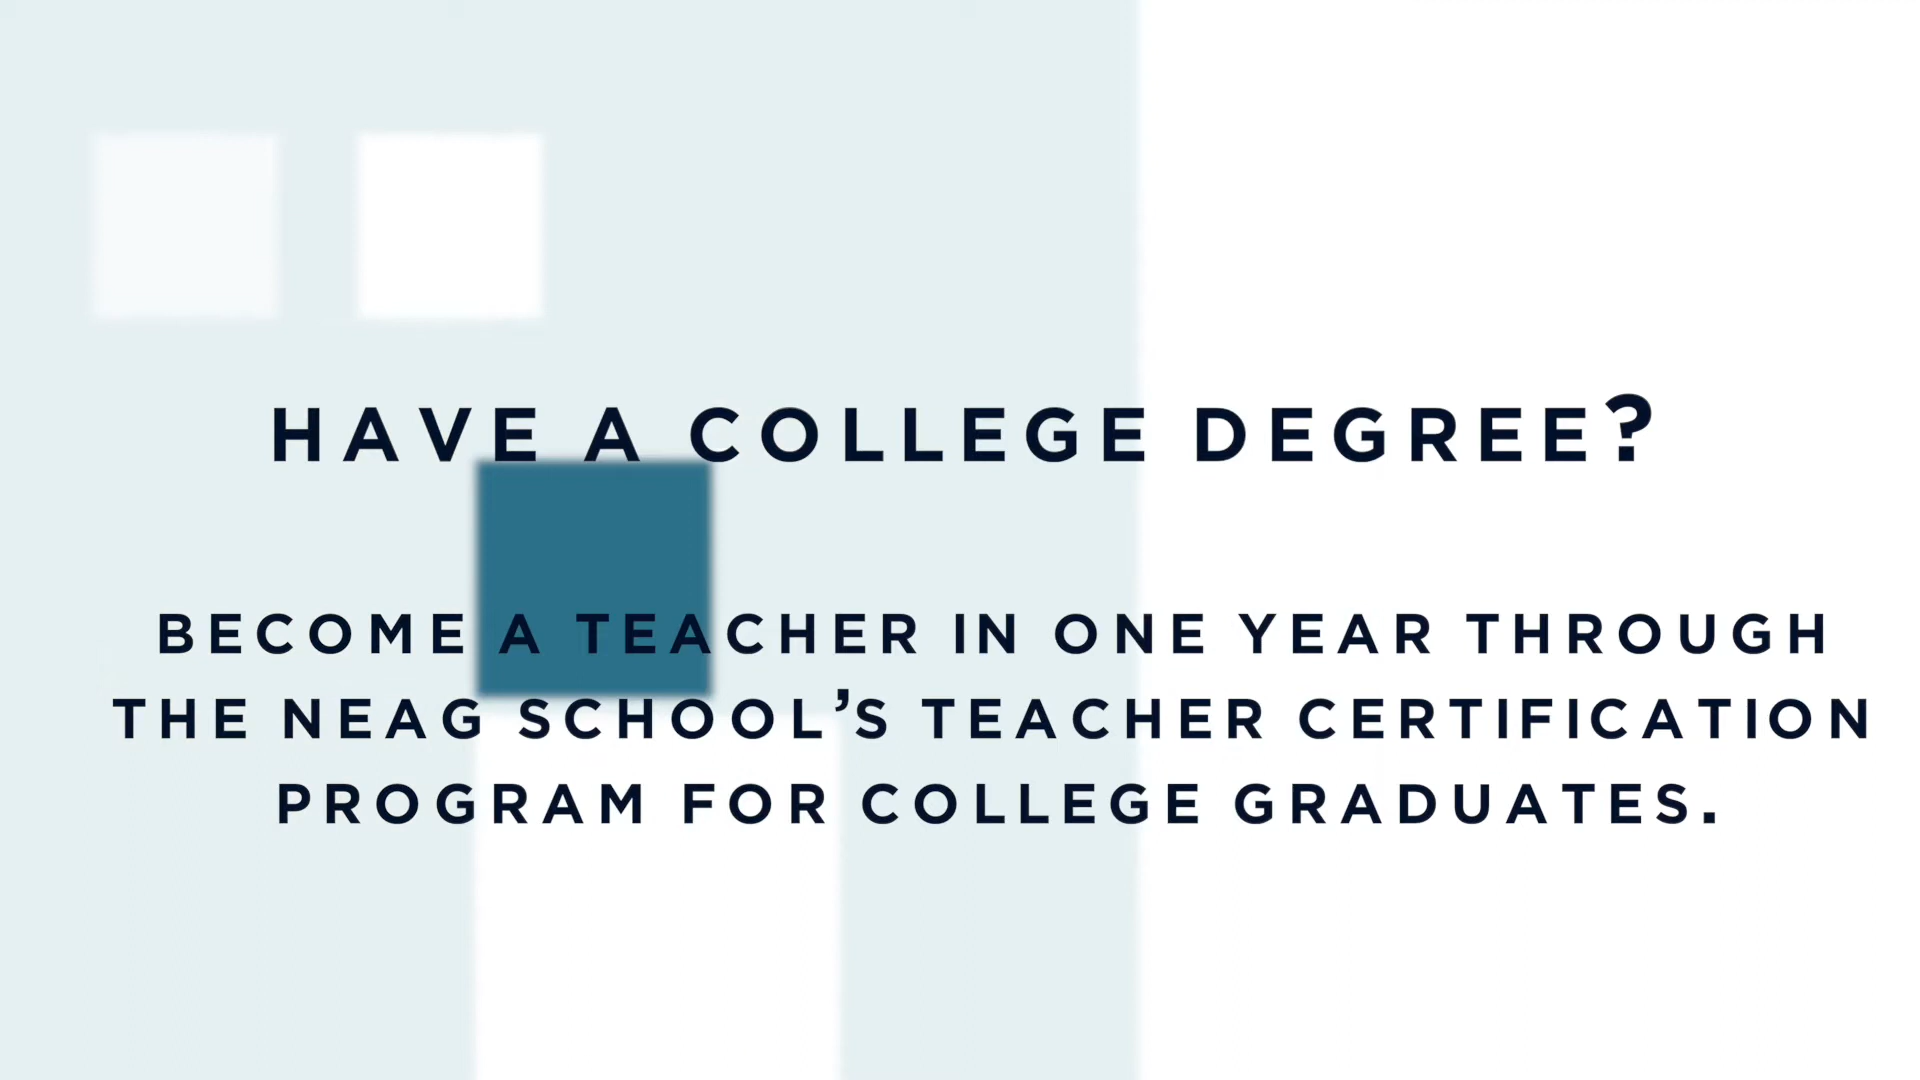 HAVE A COLLEGE DEGREE?
BECOME A TEACHER IN ONE YEAR THROUGH
THE NEAG SCHOOL’S TEACHER CERTIFICATION
PROGRAM FOR COLLEGE GRADUATES.